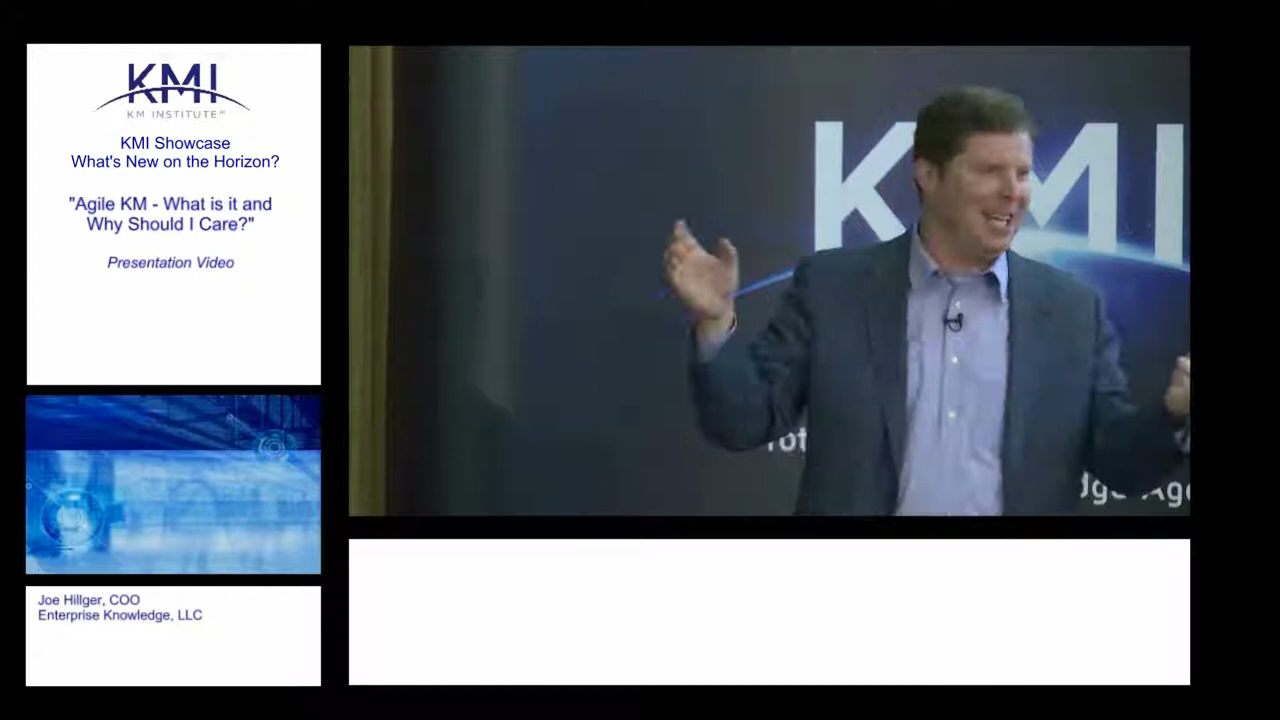 KMI
KM INSTITUTE
KMI Showcase
What's New on the Horizon?
"Agile KM - What is it and
Why Should I Care?"
Presentation Video
Joe Hillger, COO
Enterprise Knowledge, LLC
KMI